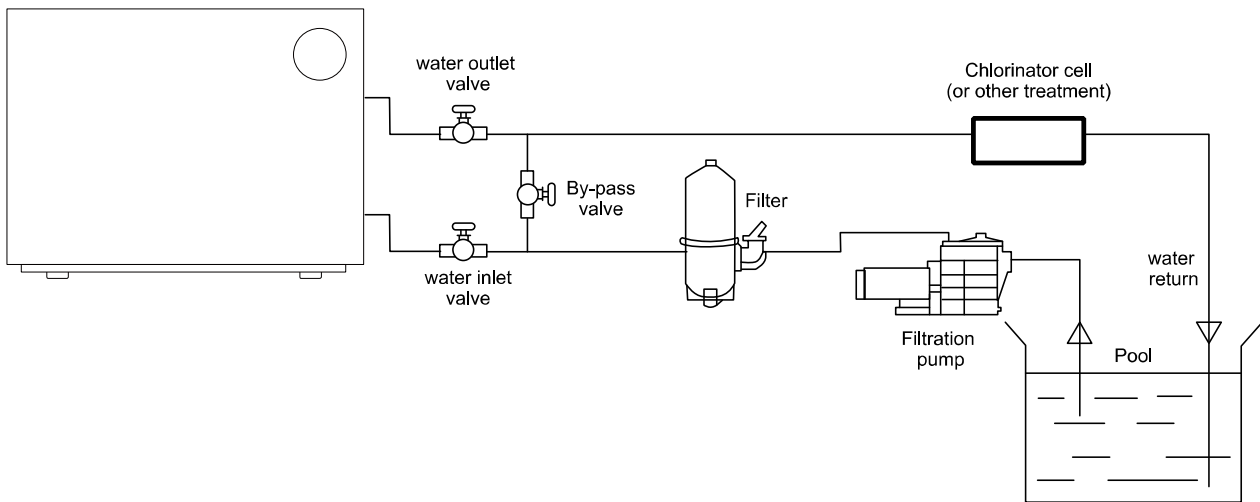 water outlet
valve
Chlorinator cell
(or other treatment)
By-pass
valve
Filter
water inlet
valve
water
return
Filtration
pump
Pool